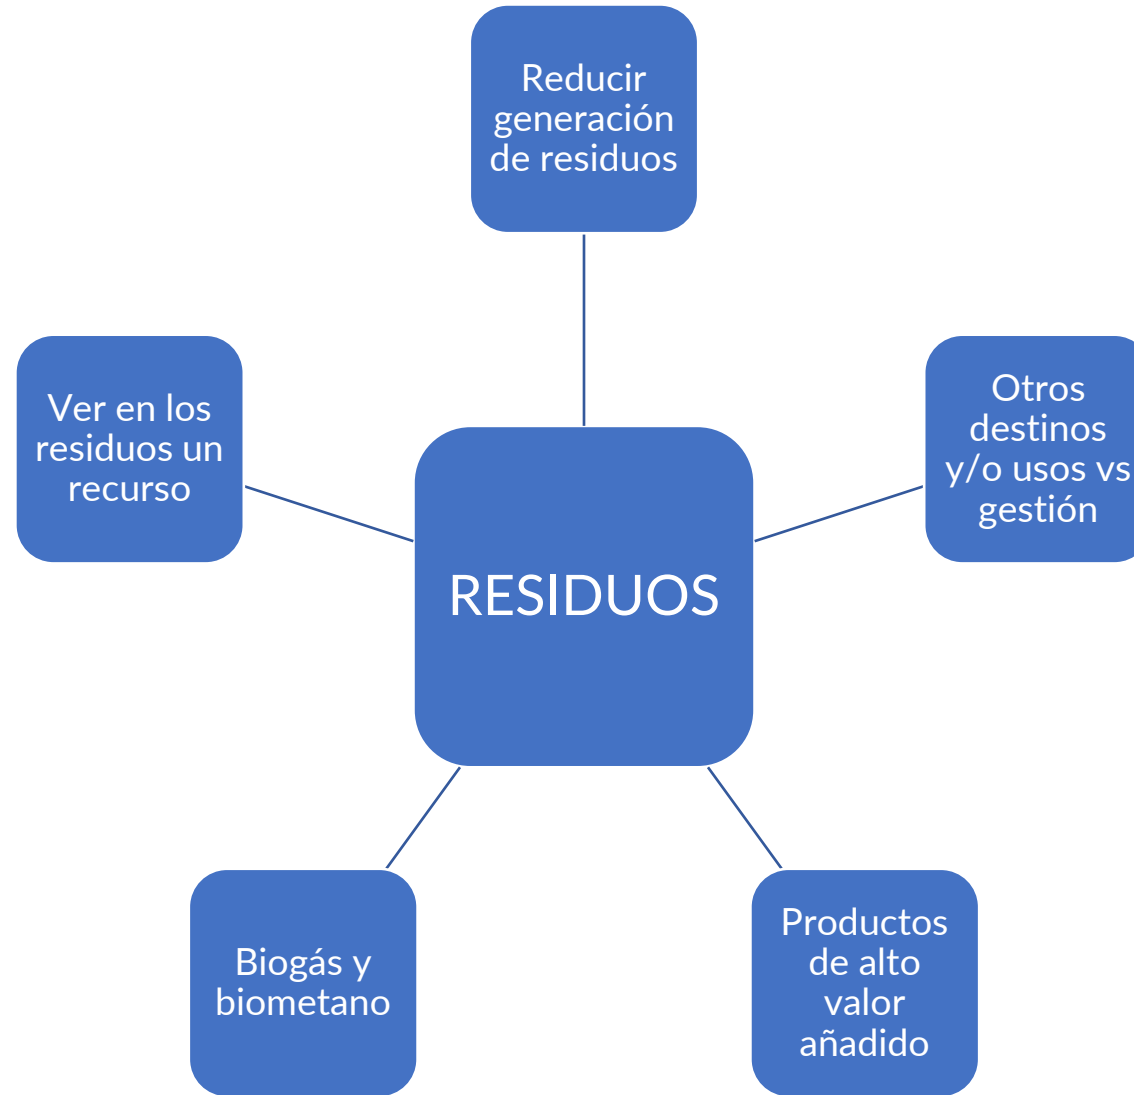 Reducir
generación
de residuos
Ver en los
residuos un
recurso
Otros
destinos
y/o usos vs
gestión
RESIDUOS
Biogás y
biometano
Productos
de alto
valor
añadido